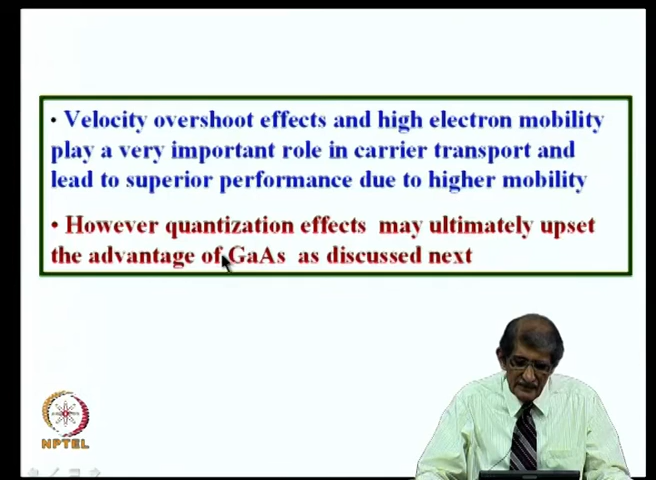 • Velocity overshoot effects and high electron mobility
play a very important role in carrier transport and
lead to superior performance due to higher mobility
• However quantization effects may ultimately upset
the advantage of GaAs as discussed next
NPTEL